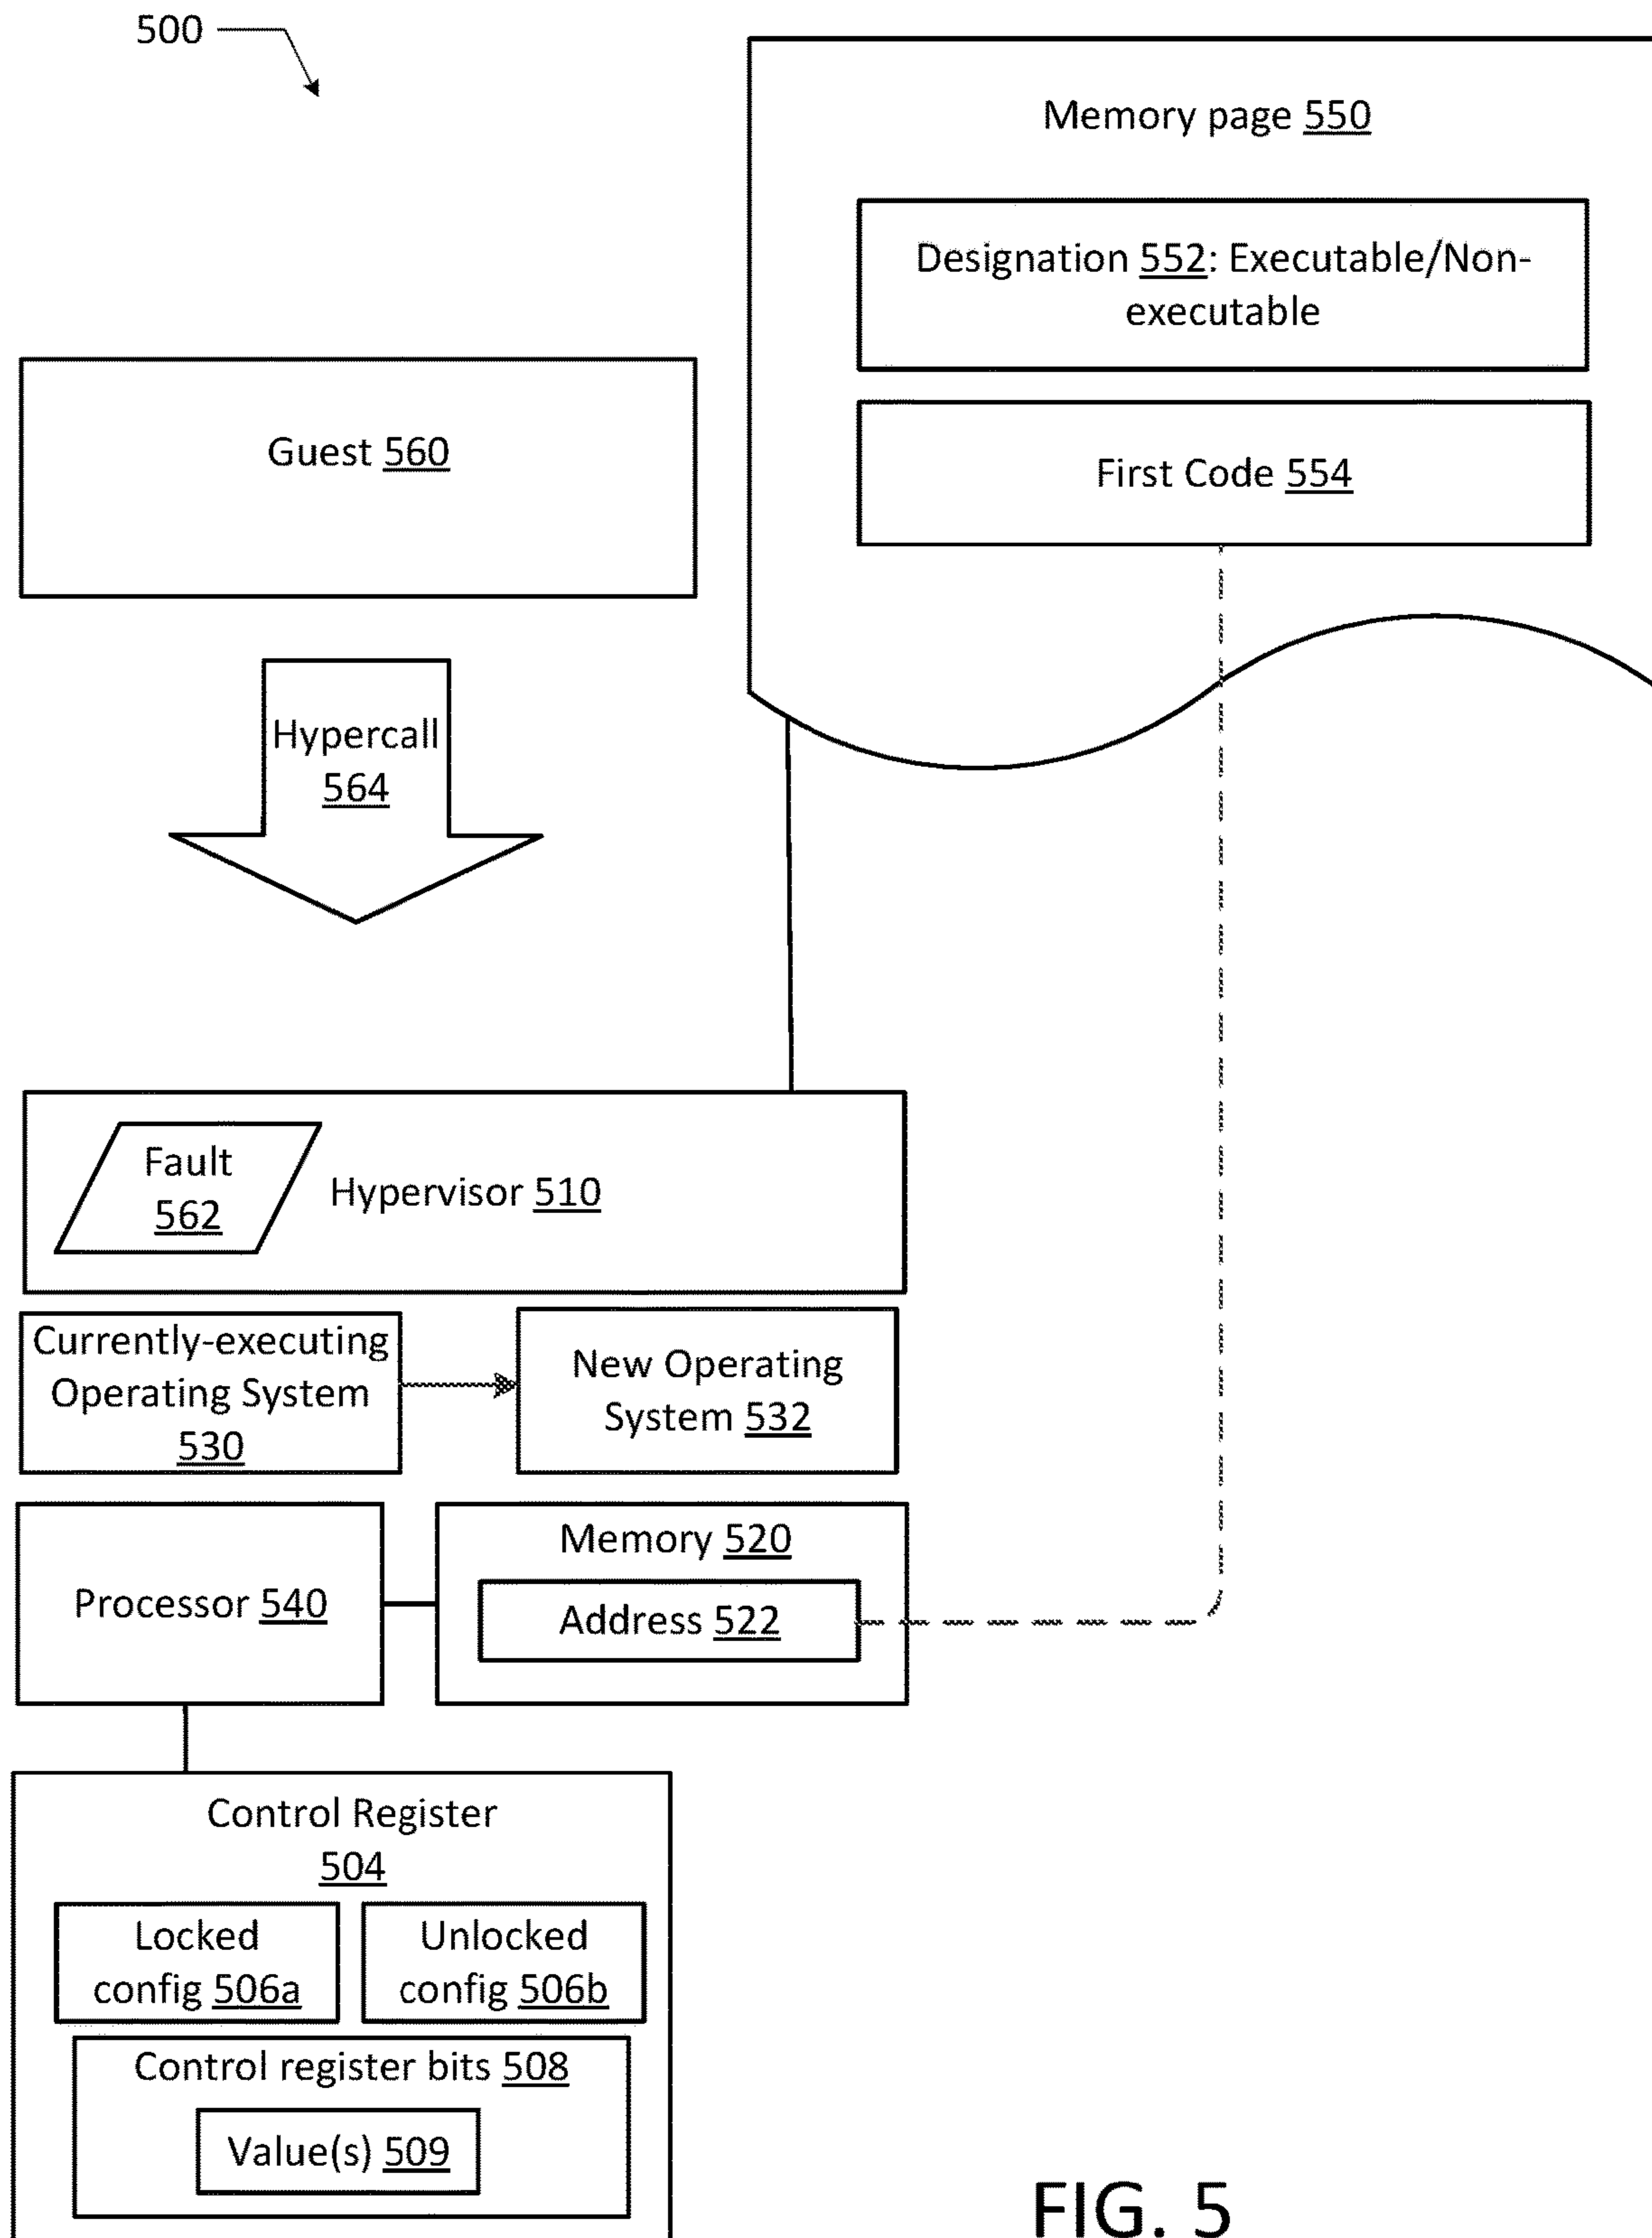 500
Memory page 550
Designation 552: Executable/Non-
executable
First Code 554
Guest 560
Hypercall
564
Fault
562
Hypervisor 510
Currently-executing
Operating System
530
New Operating
System 532
Processor 540
Memory 520
Address 522
Control Register
504
Locked
config 506a
Unlocked
config 506b
Control register bits 508
Value(s) 509
FIG. 5